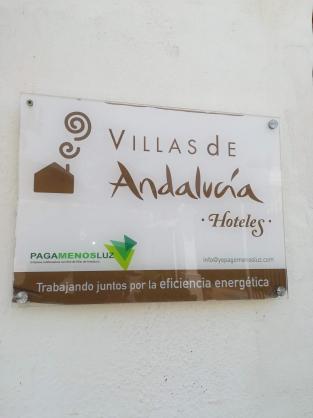 VILLAS DE
Andalucía
· Hoteles ·
PAGAMENOSLUZ
info@yopagomenosluz.com
Trabajando juntos por la eficiencia energética